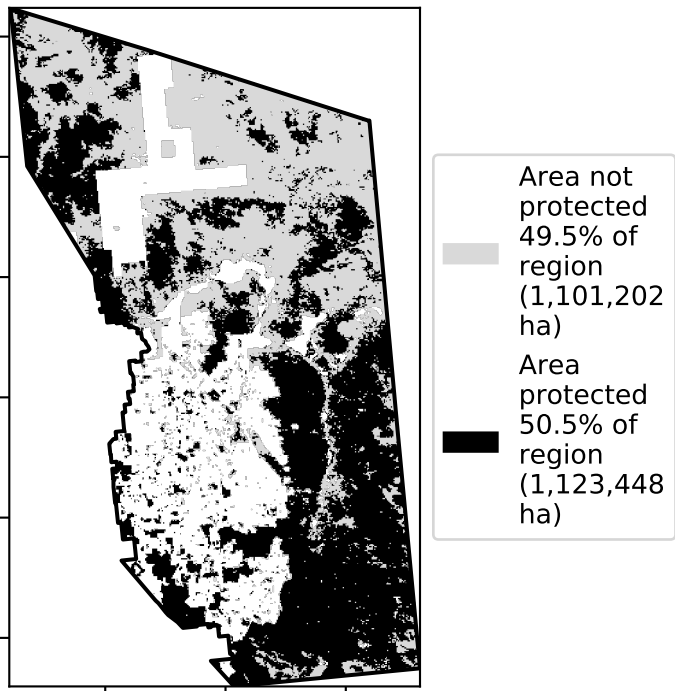 Area not
protected
49.5% of
region
(1,101,202
ha)
Area
protected
50.5% of
region
(1,123,448
ha)